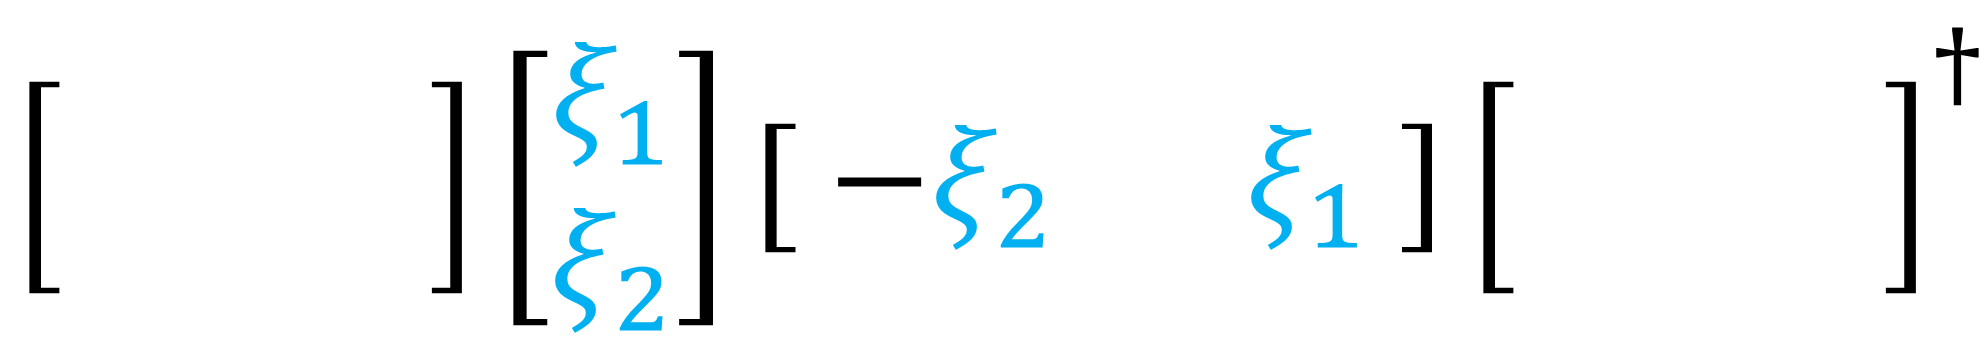 [ ] [ξ₁ ξ₂] [−ξ₂ ξ₁] [ ]†